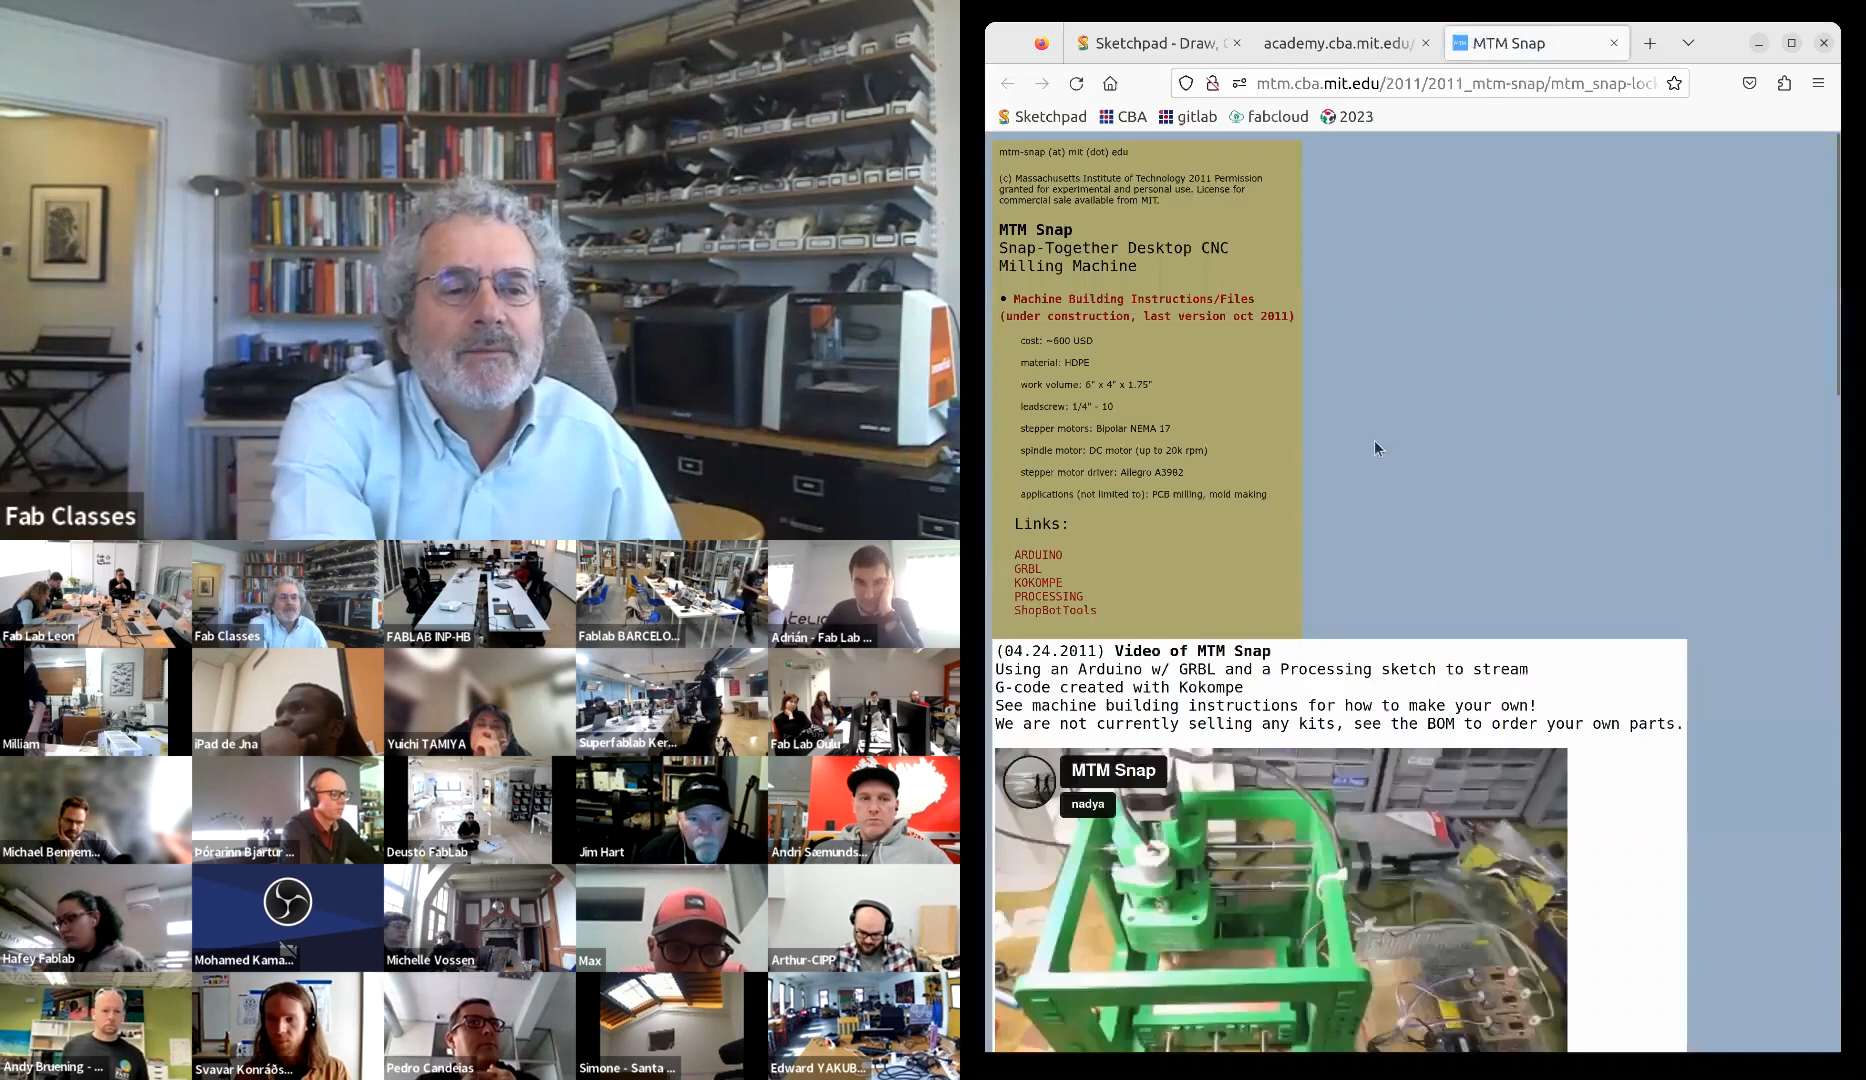 Fab Classes
Fab Lab Leon
Fab Classes
FABLAB INP-HB
Fablab BARCELO...
Adrián - Fab Lab ...
Milliam
iPad de Jna
Yuichi TAMIYA
Superfablab Ker...
Fab Lab Oulu
Michael Bennem...
Þórarinn Bjartur ...
Deusto FabLab
Jim Hart
Andri Sæmunds...
Hafey Fablab
Mohamed Kama...
Michelle Vossen
Max
Arthur-CIPP
Andy Bruening - ...
Svavar Konráðs...
Pedro Candeias
Simone - Santa ...
Edward YAKUB...
Sketchpad - Draw,
academy.cba.mit.edu/
MTM Snap
mtm.cba.mit.edu/2011/2011_mtm-snap/mtm_snap-lock
Sketchpad
CBA
gitlab
fabcloud
2023
mtm-snap (at) mit (dot) edu
(c) Massachusetts Institute of Technology 2011 Permission
granted for experimental and personal use. License for
commercial sale available from MIT.
MTM Snap
Snap-Together Desktop CNC
Milling Machine
• Machine Building Instructions/Files
(under construction, last version oct 2011)
cost: ~600 USD
material: HDPE
work volume: 6" x 4" x 1.75"
leadscrew: 1/4" - 10
stepper motors: Bipolar NEMA 17
spindle motor: DC motor (up to 20k rpm)
stepper motor driver: Allegro A3982
applications (not limited to): PCB milling, mold making
Links:
ARDUINO
GRBL
KOKOMPE
PROCESSING
ShopBotTools
(04.24.2011) Video of MTM Snap
Using an Arduino w/ GRBL and a Processing sketch to stream
G-code created with Kokompe
See machine building instructions for how to make your own!
We are not currently selling any kits, see the BOM to order your own parts.
MTM Snap
nadya